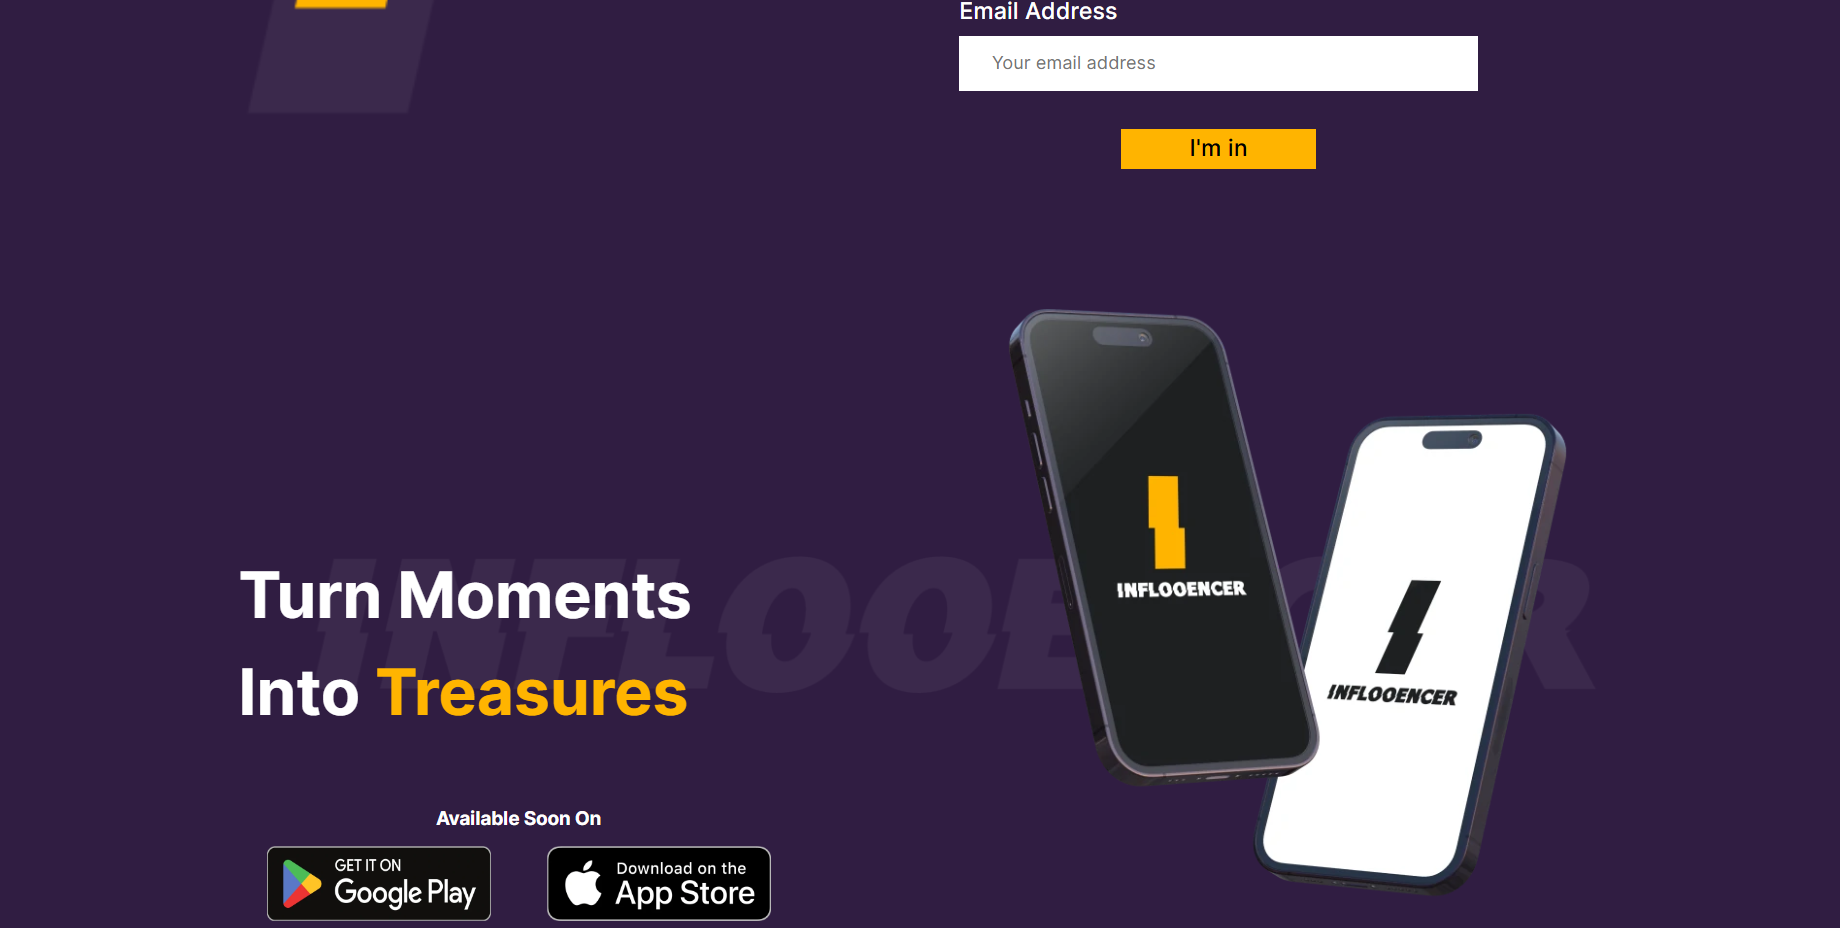 Email Address
Your email address
I'm in
INFLOOENCER
Turn Moments
Into Treasures
INFLOOENCER
INFLOOENCER
Available Soon On
GET IT ON
Google Play
Download on the
App Store